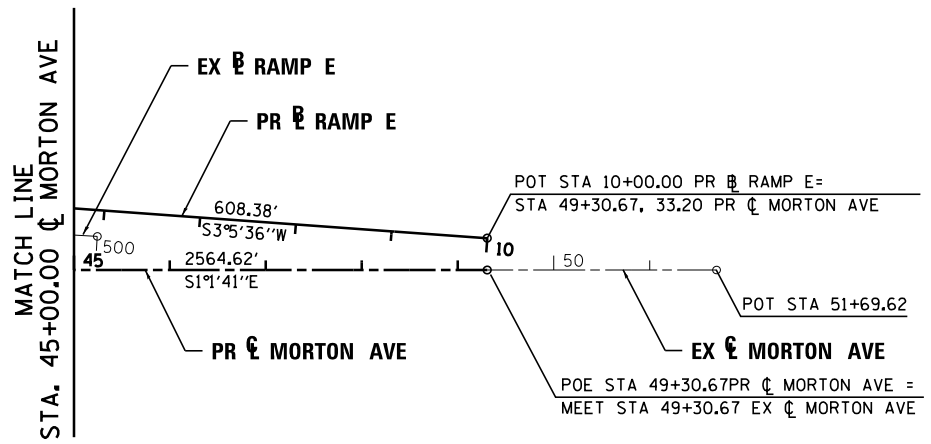 MATCH LINE
STA. 45+00.00 ℄ MORTON AVE
EX BL RAMP E
PR BL RAMP E
608.38'
S3°5'36"W
500
45
2564.62'
S1°1'41"E
10
50
POT STA 10+00.00 PR BL RAMP E=
STA 49+30.67, 33.20 PR ℄ MORTON AVE
POT STA 51+69.62
PR ℄ MORTON AVE
EX ℄ MORTON AVE
POE STA 49+30.67PR ℄ MORTON AVE =
MEET STA 49+30.67 EX ℄ MORTON AVE